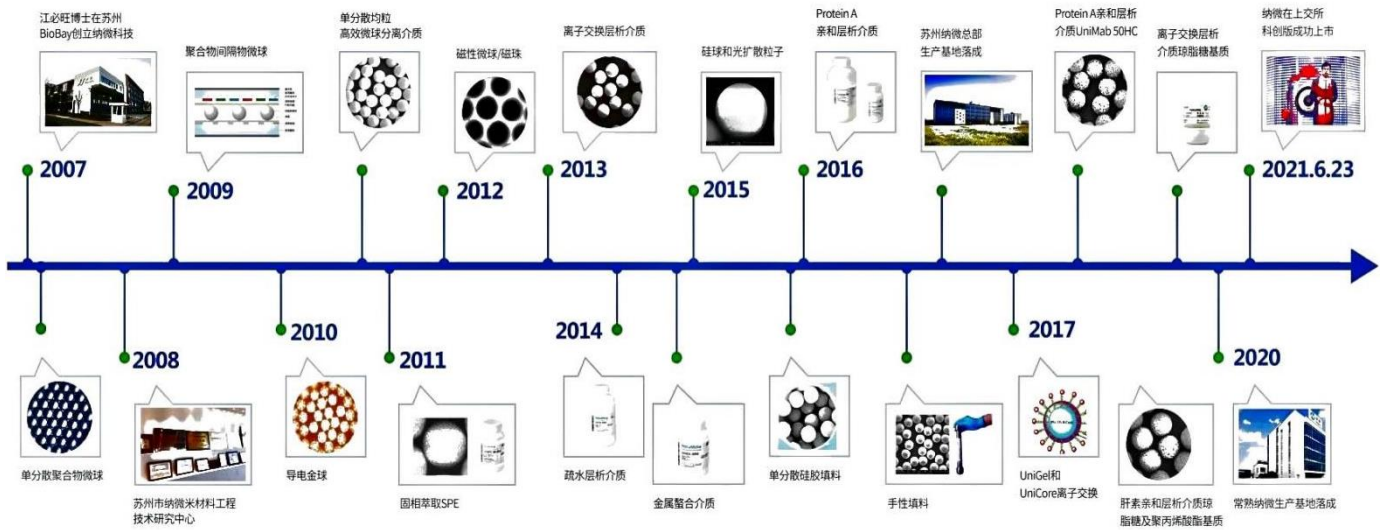 江必旺博士在苏州
BioBay创立纳微科技
2007
聚合物间隔物微球
2009
单分散均粒
高效微球分离介质
磁性微球/磁珠
2012
离子交换层析介质
2013
硅球和光扩散粒子
2015
Protein A
亲和层析介质
2016
苏州纳微总部
生产基地落成
Protein A亲和层析
介质UniMab 50HC
离子交换层析
介质琼脂糖基质
纳微在上交所
科创版成功上市
2021.6.23
单分散聚合物微球
2008
苏州市纳微米材料工程
技术研究中心
2010
导电金球
2011
固相萃取SPE
2014
疏水层析介质
金属螯合介质
单分散硅胶填料
手性填料
2017
UniGel和
UniCore离子交换
肝素亲和层析介质琼
脂糖及聚丙烯酸酯基质
2020
常熟纳微生产基地落成